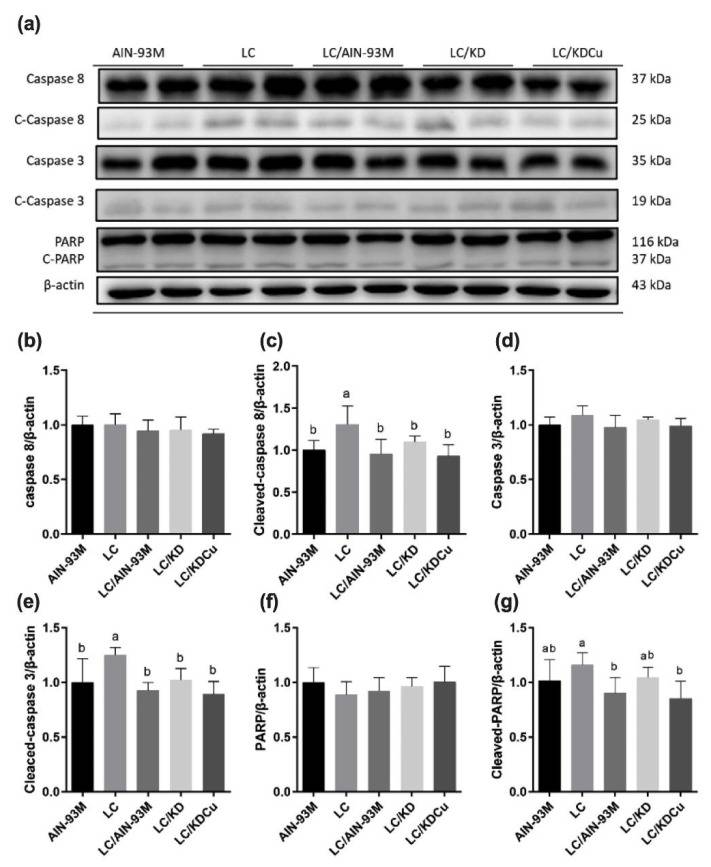 (a)
AIN-93M LC LC/AIN-93M LC/KD LC/KDCu
Caspase 8 37 kDa
C-Caspase 8 25 kDa
Caspase 3 35 kDa
C-Caspase 3 19 kDa
PARP 116 kDa
C-PARP 37 kDa
β-actin 43 kDa
(b)
caspase 8/β-actin
1.5
1.0
0.5
0.0
AIN-93M
LC
LC/AIN-93M
LC/KD
LC/KDCu
(c)
Cleaved-caspase 8/β-actin
2.0
1.5
1.0
0.5
0.0
b a b b b
AIN-93M
LC
LC/AIN-93M
LC/KD
LC/KDCu
(d)
Caspase 3/β-actin
1.5
1.0
0.5
0.0
AIN-93M
LC
LC/AIN-93M
LC/KD
LC/KDCu
(e)
Cleaced-caspase 3/β-actin
1.5
1.0
0.5
0.0
b a b b b
AIN-93M
LC
LC/AIN-93M
LC/KD
LC/KDCu
(f)
PARP/β-actin
1.5
1.0
0.5
0.0
AIN-93M
LC
LC/AIN-93M
LC/KD
LC/KDCu
(g)
Cleaved-PARP/β-actin
1.5
1.0
0.5
0.0
ab a b ab b
AIN-93M
LC
LC/AIN-93M
LC/KD
LC/KDCu